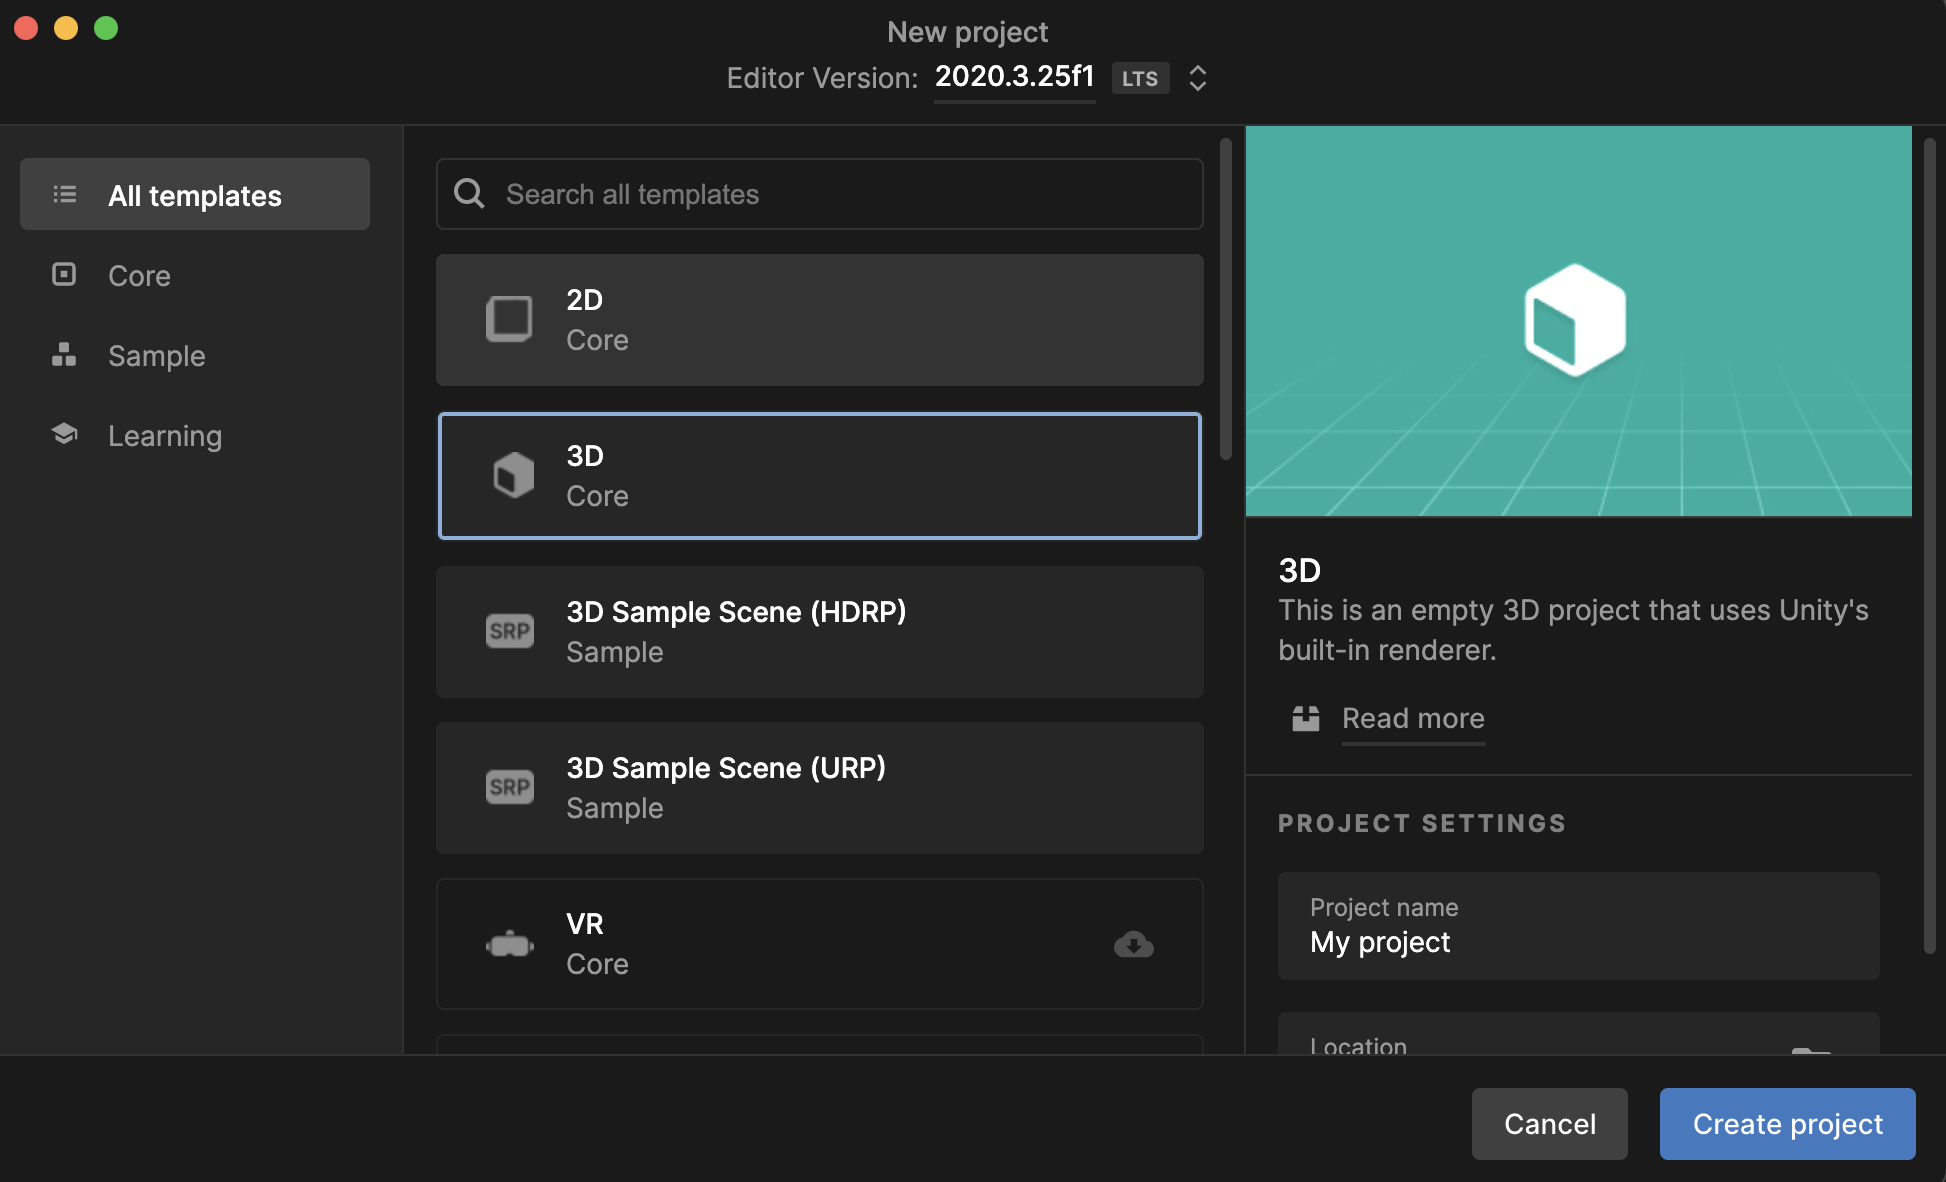 New project
Editor Version: 2020.3.25f1 LTS
All templates
Core
Sample
Learning
Search all templates
2D
Core
3D
Core
SRP
3D Sample Scene (HDRP)
Sample
SRP
3D Sample Scene (URP)
Sample
VR
Core
3D
This is an empty 3D project that uses Unity's
built-in renderer.
Read more
PROJECT SETTINGS
Project name
My project
Location
Cancel
Create project